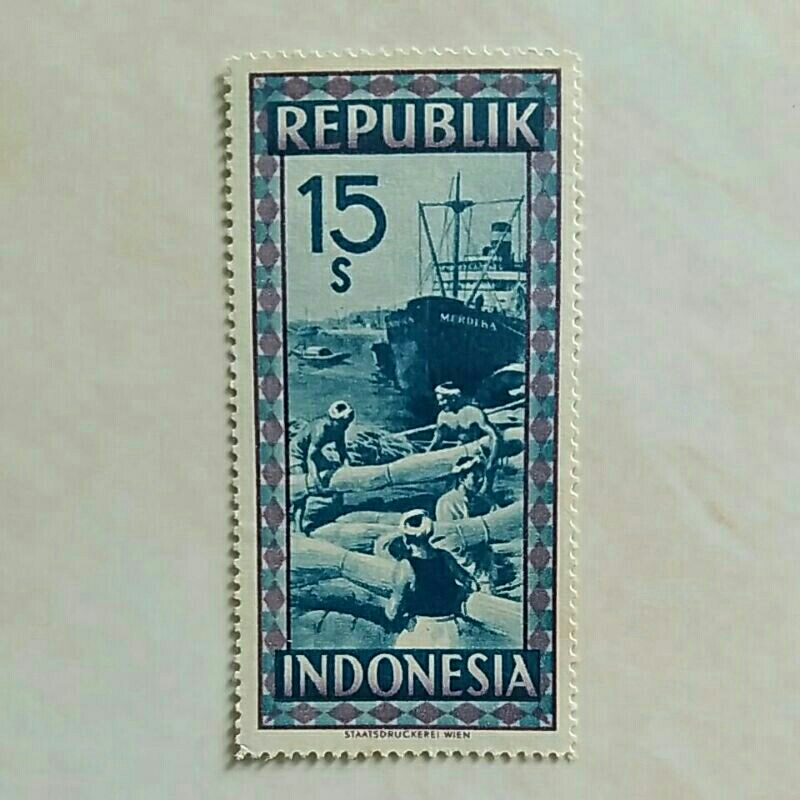 REPUBLIK
15
S
MERDEKA
INDONESIA
STAATSDRUCKEREI WIEN